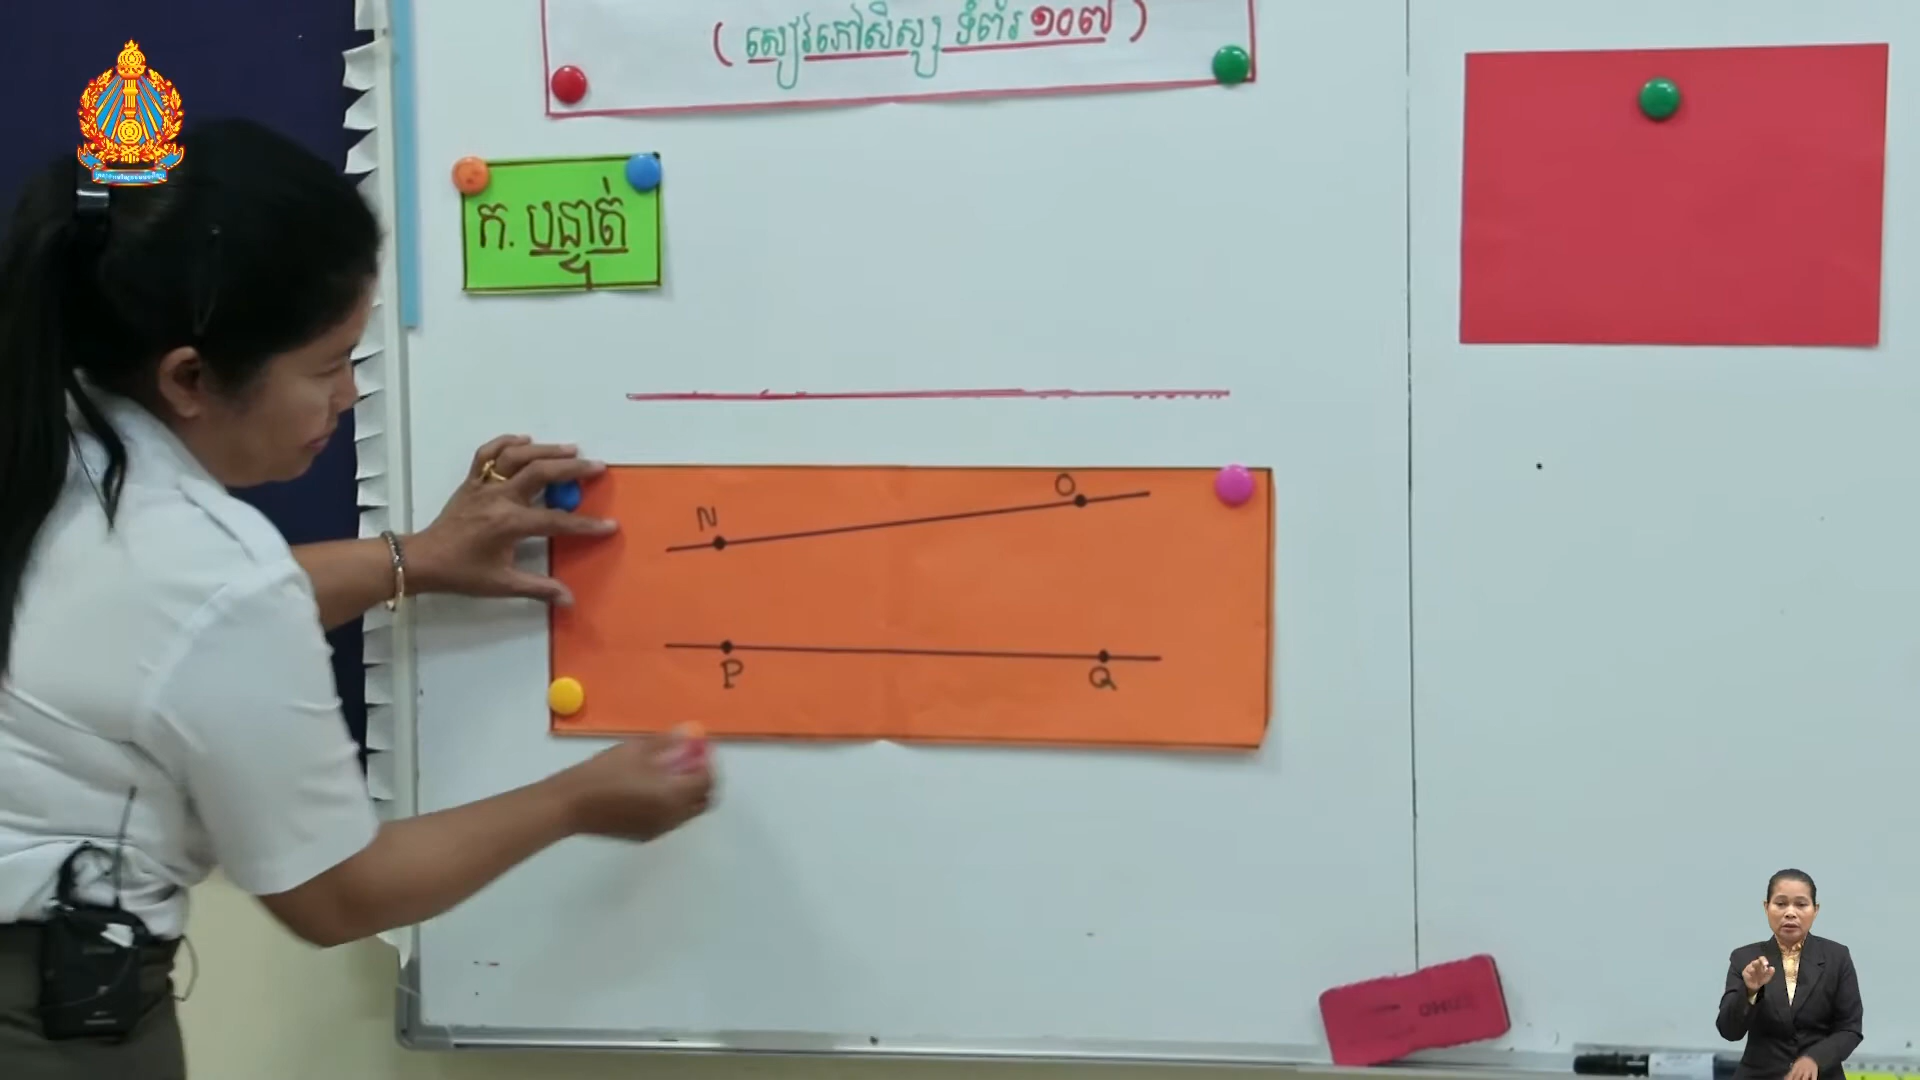 ( សៀវភៅសិស្ស ទំព័រ ១០៧ )
ក. បន្ទាត់
N
O
P
Q